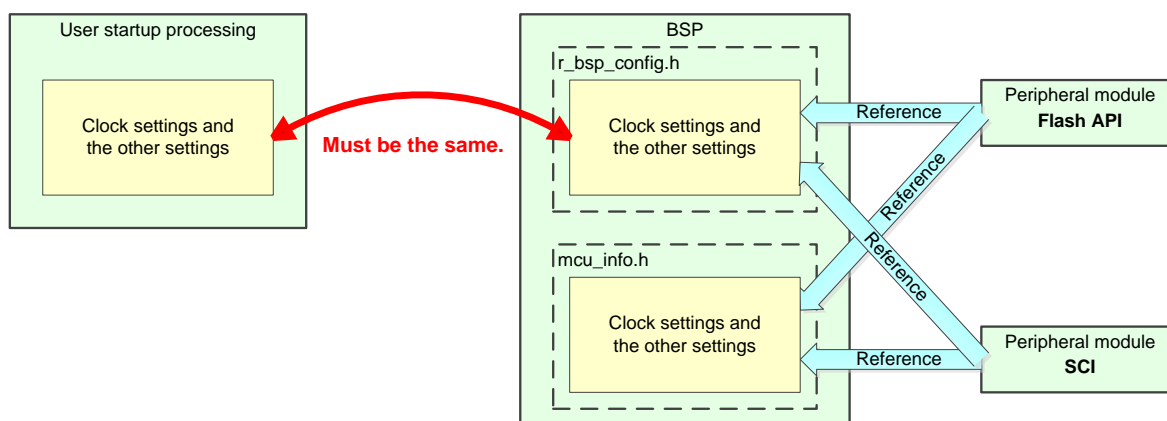 User startup processing
Clock settings and
the other settings
Must be the same.
BSP
r_bsp_config.h
Clock settings and
the other settings
mcu_info.h
Clock settings and
the other settings
Reference
Reference
Reference
Reference
Peripheral module
Flash API
Peripheral module
SCI